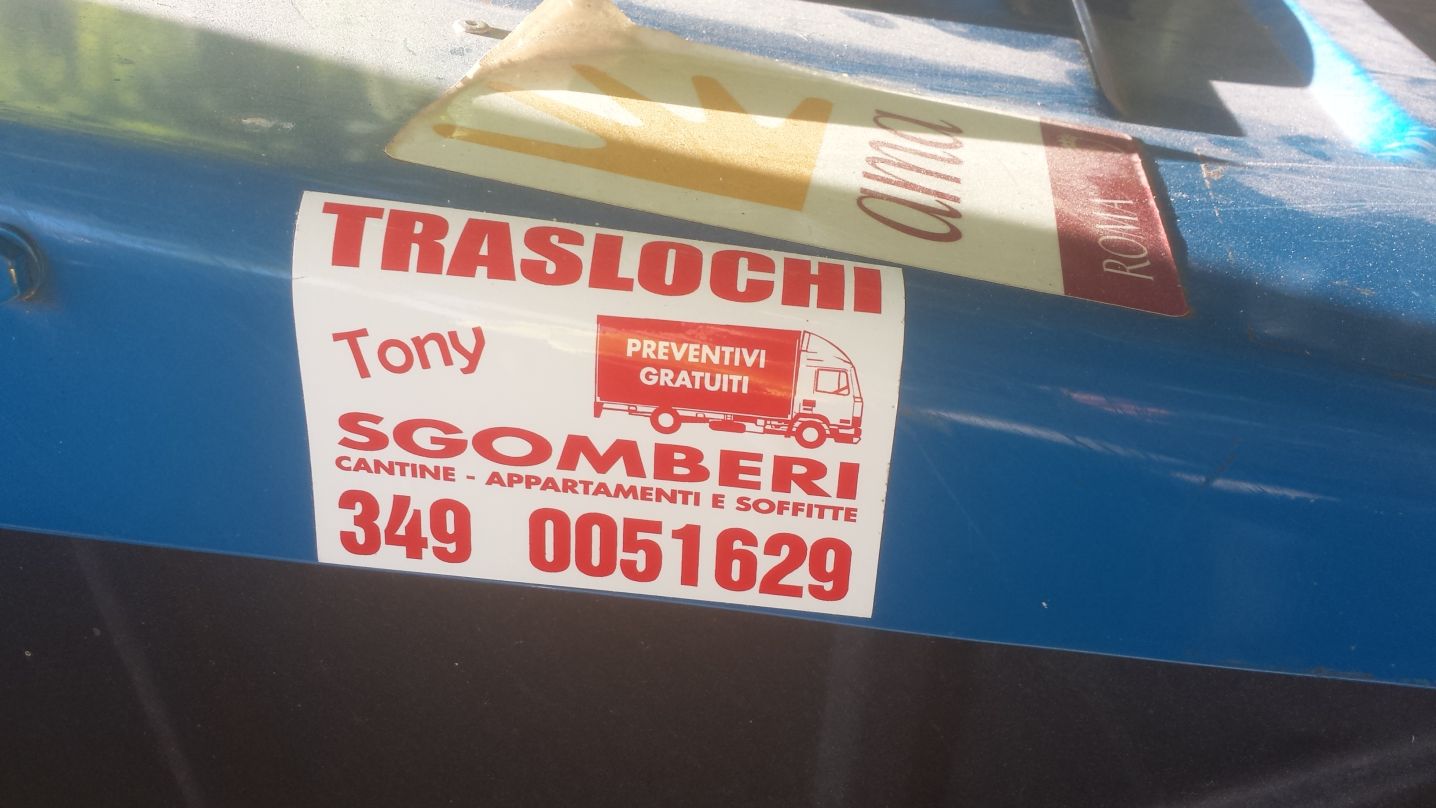 ama
ROMA
TRASLOCHI
Tony
PREVENTIVI
GRATUITI
SGOMBERI
CANTINE - APPARTAMENTI E SOFFITTE
349 0051629